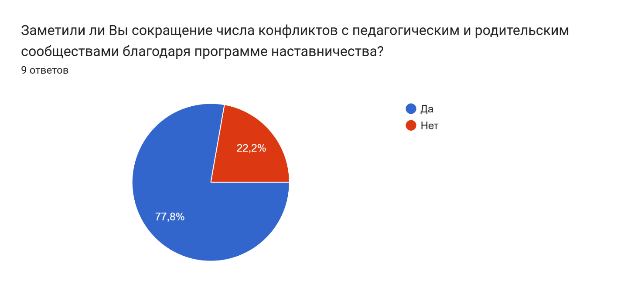 Заметили ли Вы сокращение числа конфликтов с педагогическим и родительским
сообществами благодаря программе наставничества?
9 ответов
Да
Нет
22,2%
77,8%